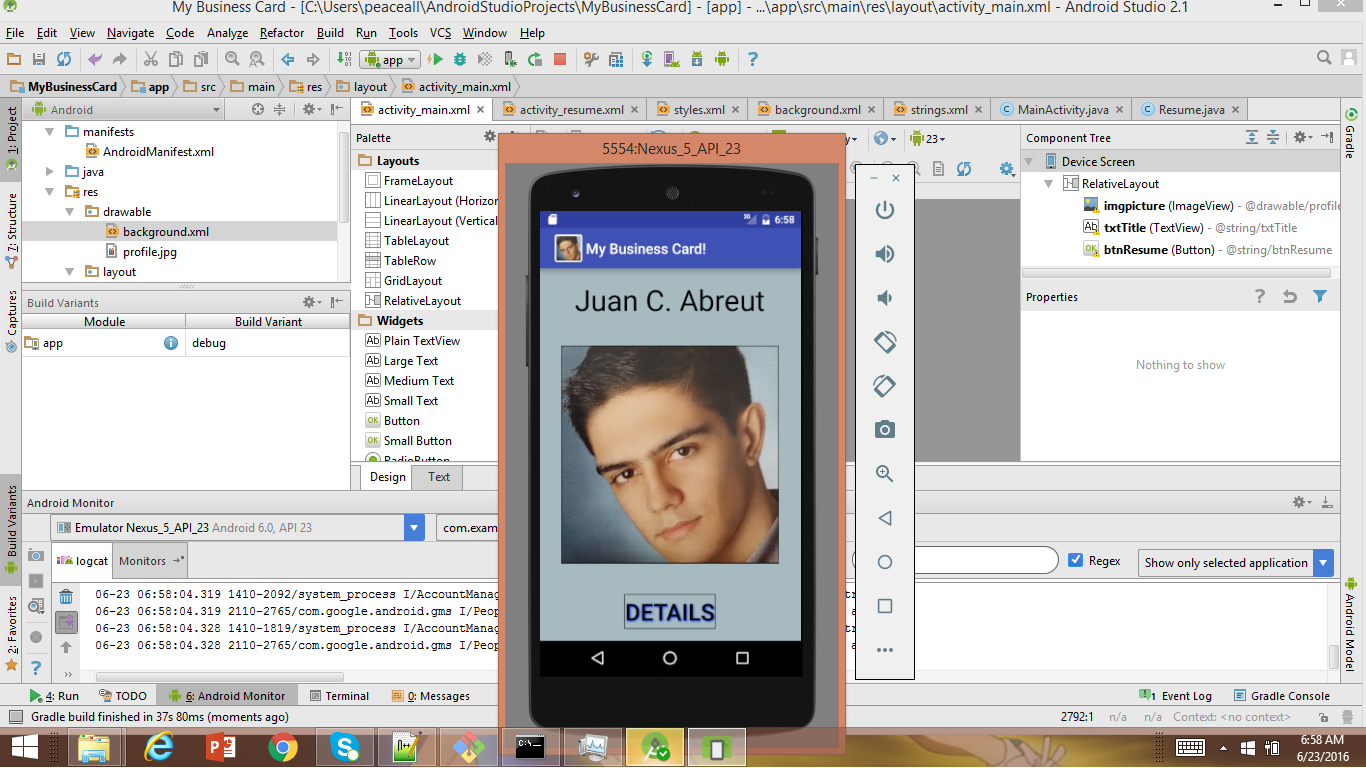 My Business Card - [C:\Users\peaceall\AndroidStudioProjects\MyBusinessCard] - [app] - ...\app\src\main\res\layout\activity_main.xml - Android Studio 2.1
File Edit View Navigate Code Analyze Refactor Build Run Tools VCS Window Help
app
MyBusinessCard app src main res layout activity_main.xml
1: Project
Z: Structure
Captures
Build Variants
2: Favorites
Android
manifests
AndroidManifest.xml
java
res
drawable
background.xml
profile.jpg
layout
Build Variants
Module Build Variant
app debug
activity_main.xml activity_resume.xml styles.xml background.xml strings.xml MainActivity.java Resume.java
Palette
Layouts
FrameLayout
LinearLayout (Horizon
LinearLayout (Vertical
TableLayout
TableRow
GridLayout
RelativeLayout
Widgets
Plain TextView
Large Text
Medium Text
Small Text
Button
Small Button
RadioButton
Design Text
23
5554:Nexus_5_API_23
6:58
My Business Card!
Juan C. Abreut
DETAILS
Component Tree
Device Screen
RelativeLayout
imgpicture (ImageView) - @drawable/profile
txtTitle (TextView) - @string/txtTitle
btnResume (Button) - @string/btnResume
Properties
Nothing to show
Gradle
Android Model
Android Monitor
Emulator Nexus_5_API_23 Android 6.0, API 23
com.exam
Regex
Show only selected application
logcat Monitors
06-23 06:58:04.319 1410-2092/system_process I/AccountManag
06-23 06:58:04.319 2110-2765/com.google.android.gms I/Peop
06-23 06:58:04.328 1410-1819/system_process I/AccountManag
06-23 06:58:04.328 2110-2765/com.google.android.gms I/Peop
4: Run TODO 6: Android Monitor Terminal 0: Messages 1 Event Log Gradle Console
Gradle build finished in 37s 80ms (moments ago) 2792:1 n/a n/a Context: <no context>
6:58 AM
6/23/2016